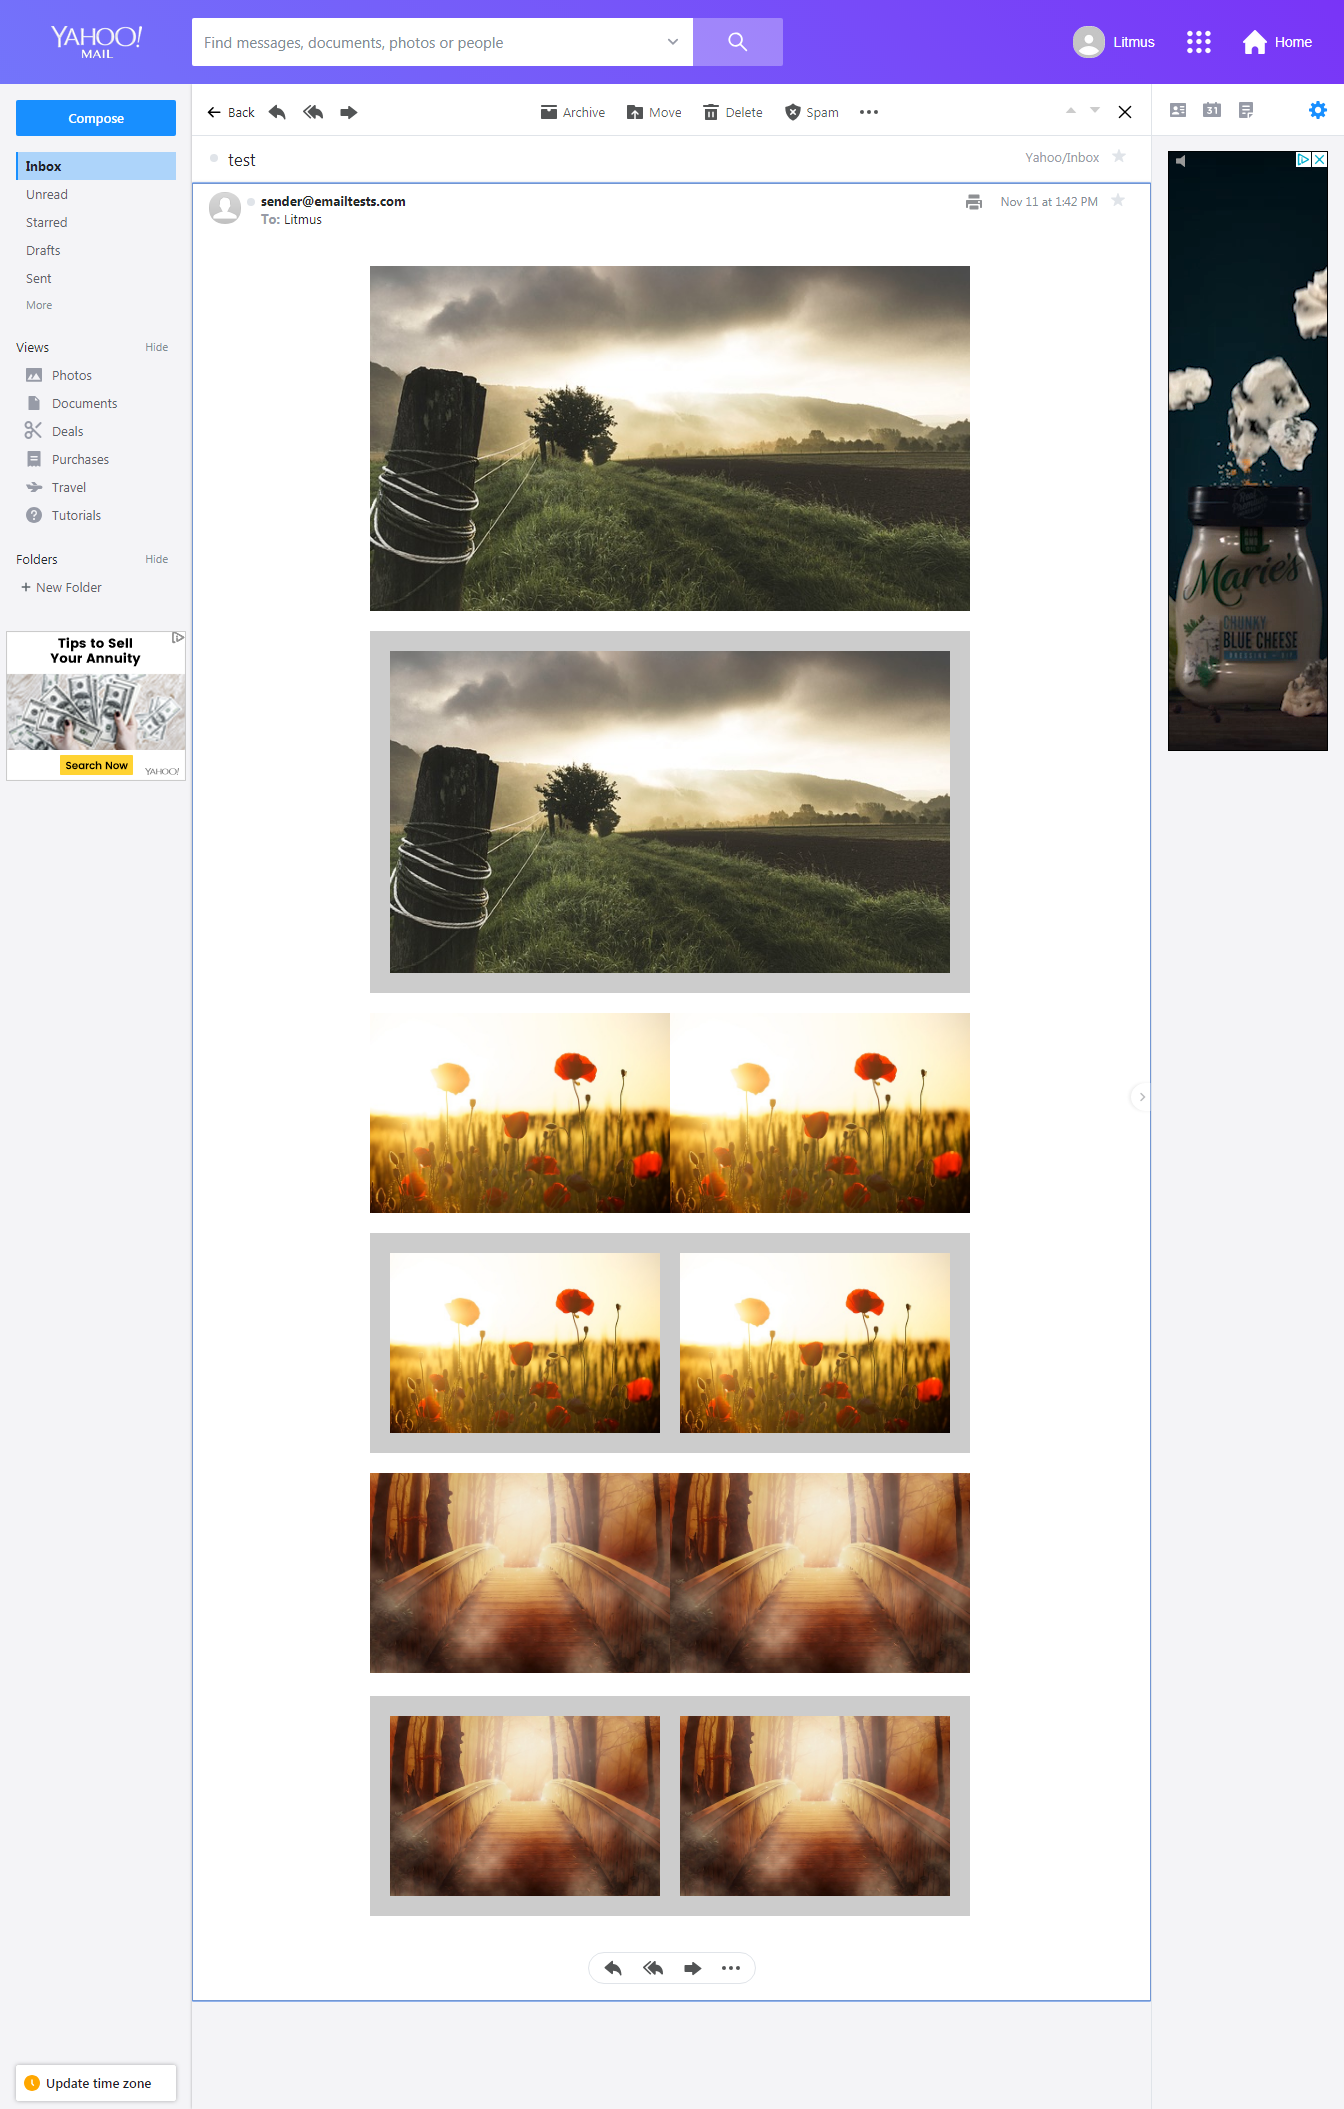 YAHOO!
MAIL
Find messages, documents, photos or people
Litmus
Home
Compose
Back
Archive
Move
Delete
Spam
31
Inbox
Unread
Starred
Drafts
Sent
More
test
Yahoo/Inbox
sender@emailtests.com
To: Litmus
Nov 11 at 1:42 PM
Views
Hide
Photos
Documents
Deals
Purchases
Travel
Tutorials
Folders
Hide
+ New Folder
Tips to Sell
Your Annuity
Search Now
YAHOO!
Marie's
CHUNKY
BLUE CHEESE
Update time zone